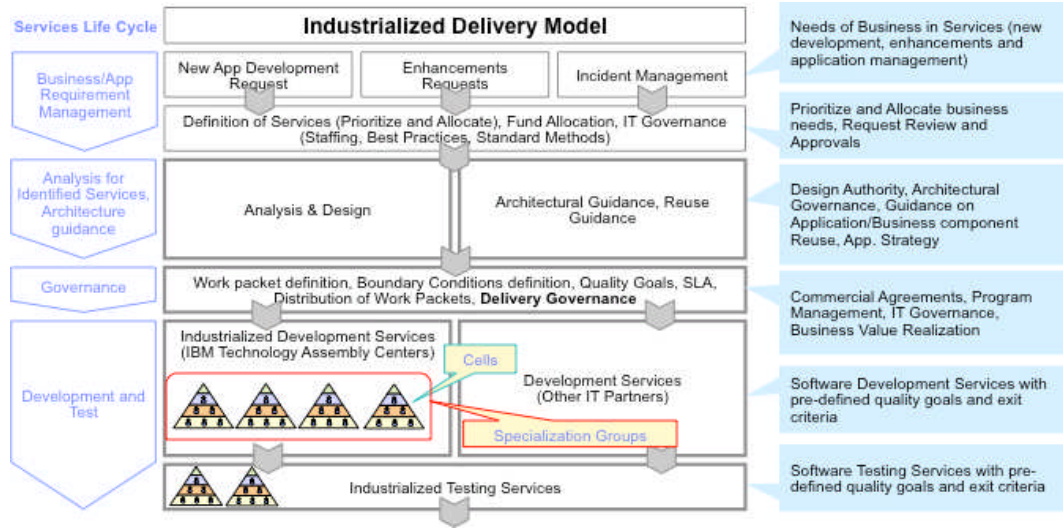 Services Life Cycle
Industrialized Delivery Model
Business/App
Requirement
Management
New App Development
Request
Enhancements
Requests
Incident Management
Needs of Business in Services (new
development, enhancements and
application management)
Definition of Services (Prioritize and Allocate), Fund Allocation, IT Governance
(Staffing, Best Practices, Standard Methods)
Prioritize and Allocate business
needs, Request Review and
Approvals
Analysis for
Identified Services,
Architecture
guidance
Analysis & Design
Architectural Guidance, Reuse
Guidance
Design Authority, Architectural
Governance, Guidance on
Application/Business component
Reuse, App. Strategy
Governance
Work packet definition, Boundary Conditions definition, Quality Goals, SLA,
Distribution of Work Packets, Delivery Governance
Commercial Agreements, Program
Management, IT Governance,
Business Value Realization
Development and
Test
Industrialized Development Services
(IBM Technology Assembly Centers)
Cells
Development Services
(Other IT Partners)
Specialization Groups
Software Development Services with
pre-defined quality goals and exit
criteria
Industrialized Testing Services
Software Testing Services with pre-
defined quality goals and exit criteria